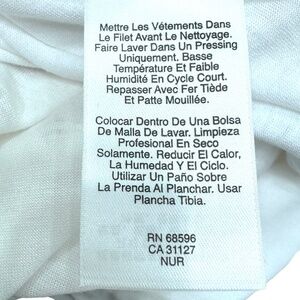 Mettre Les Vétements Dans
Le Filet Avant Le Nettoyage.
Faire Laver Dans Un Pressing
Uniquement. Basse
Température Et Faible
Humidité En Cycle Court.
Repasser Avec Fer Tiède
Et Patte Mouillée.
Colocar Dentro De Una Bolsa
De Malla De Lavar. Limpieza
Profesional En Seco
Solamente. Reducir El Calor,
La Humedad Y El Ciclo.
Utilizar Un Paño Sobre
La Prenda Al Planchar. Usar
Plancha Tibia.
RN 68596
CA 31127
NUR